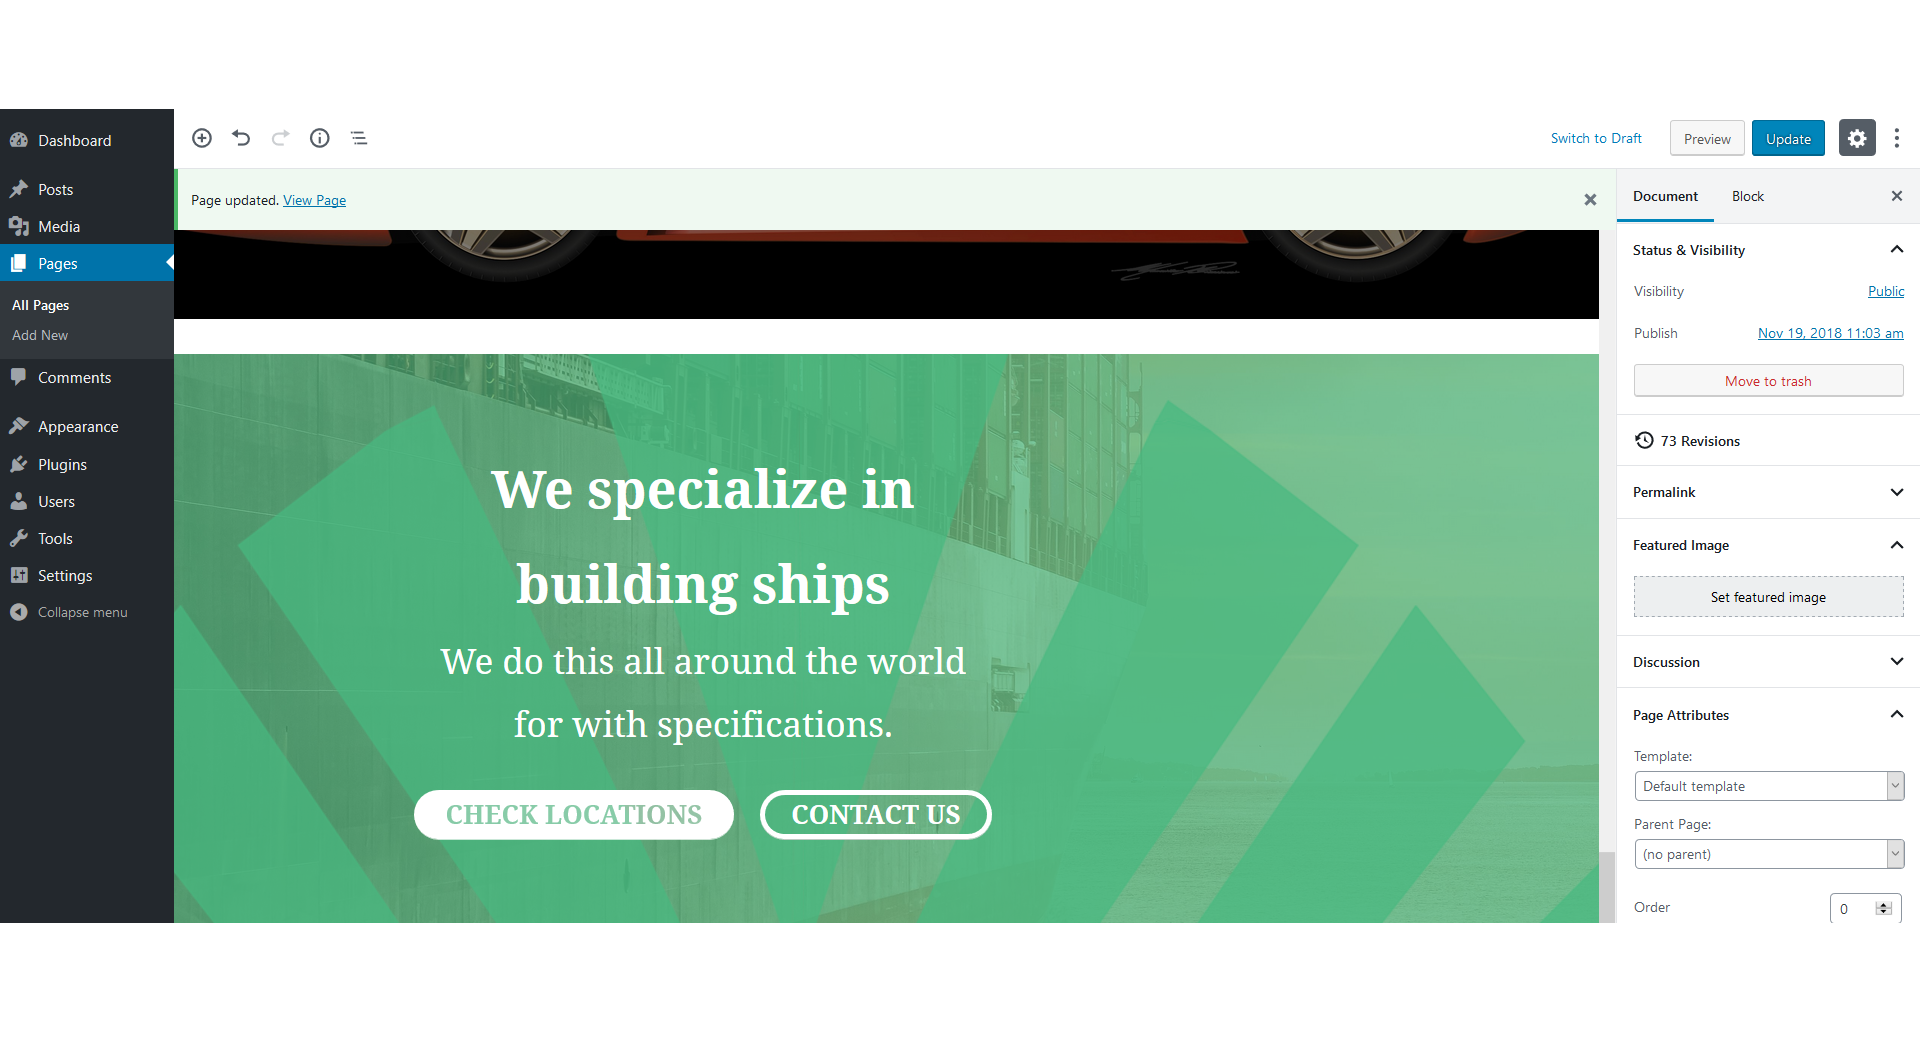 Dashboard
Posts
Media
Pages
All Pages
Add New
Comments
Appearance
Plugins
Users
Tools
Settings
Collapse menu
Switch to Draft
Preview
Update
Page updated. View Page
We specialize in
building ships
We do this all around the world
for with specifications.
CHECK LOCATIONS
CONTACT US
Document
Block
Status & Visibility
Visibility
Public
Publish
Nov 19, 2018 11:03 am
Move to trash
73 Revisions
Permalink
Featured Image
Set featured image
Discussion
Page Attributes
Template:
Default template
Parent Page:
(no parent)
Order
0